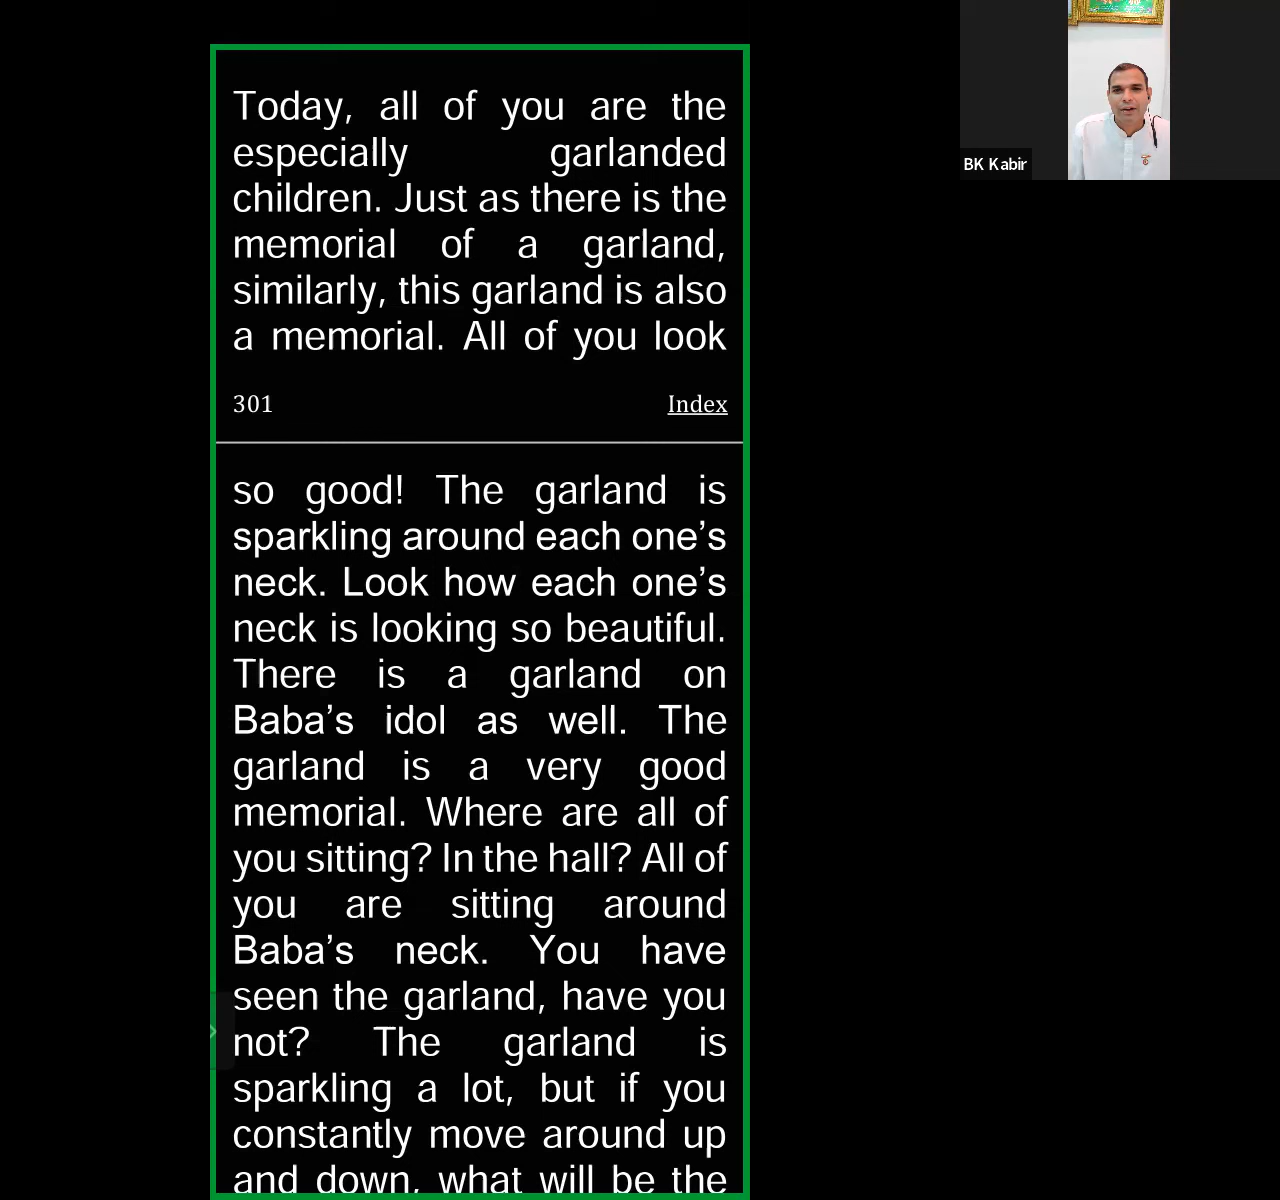 Today, all of you are the
especially garlanded
children. Just as there is the
memorial of a garland,
similarly, this garland is also
a memorial. All of you look
301 Index
so good! The garland is
sparkling around each one’s
neck. Look how each one’s
neck is looking so beautiful.
There is a garland on
Baba’s idol as well. The
garland is a very good
memorial. Where are all of
you sitting? In the hall? All of
you are sitting around
Baba’s neck. You have
seen the garland, have you
not? The garland is
sparkling a lot, but if you
constantly move around up
and down, what will be the
BK Kabir